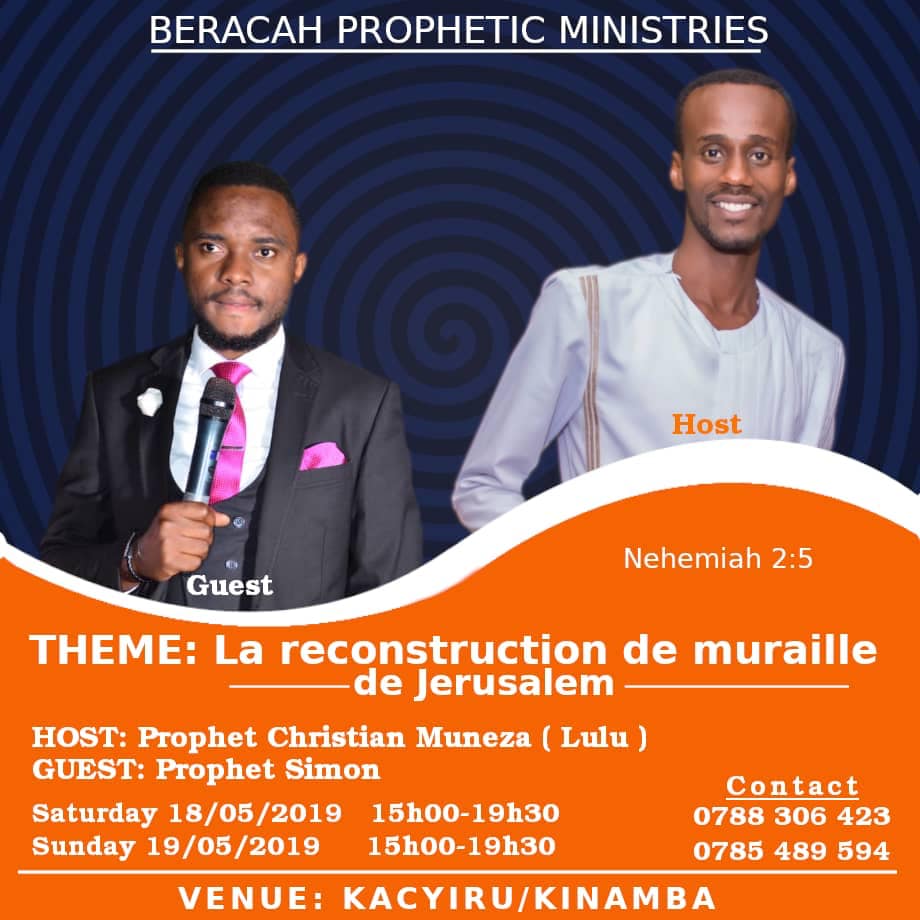 BERACAH PROPHETIC MINISTRIES
Host
Guest
Nehemiah 2:5
THEME: La reconstruction de muraille
de Jerusalem
HOST: Prophet Christian Muneza ( Lulu )
GUEST: Prophet Simon
Saturday 18/05/2019 15h00-19h30
Sunday 19/05/2019 15h00-19h30
Contact
0788 306 423
0785 489 594
VENUE: KACYIRU/KINAMBA